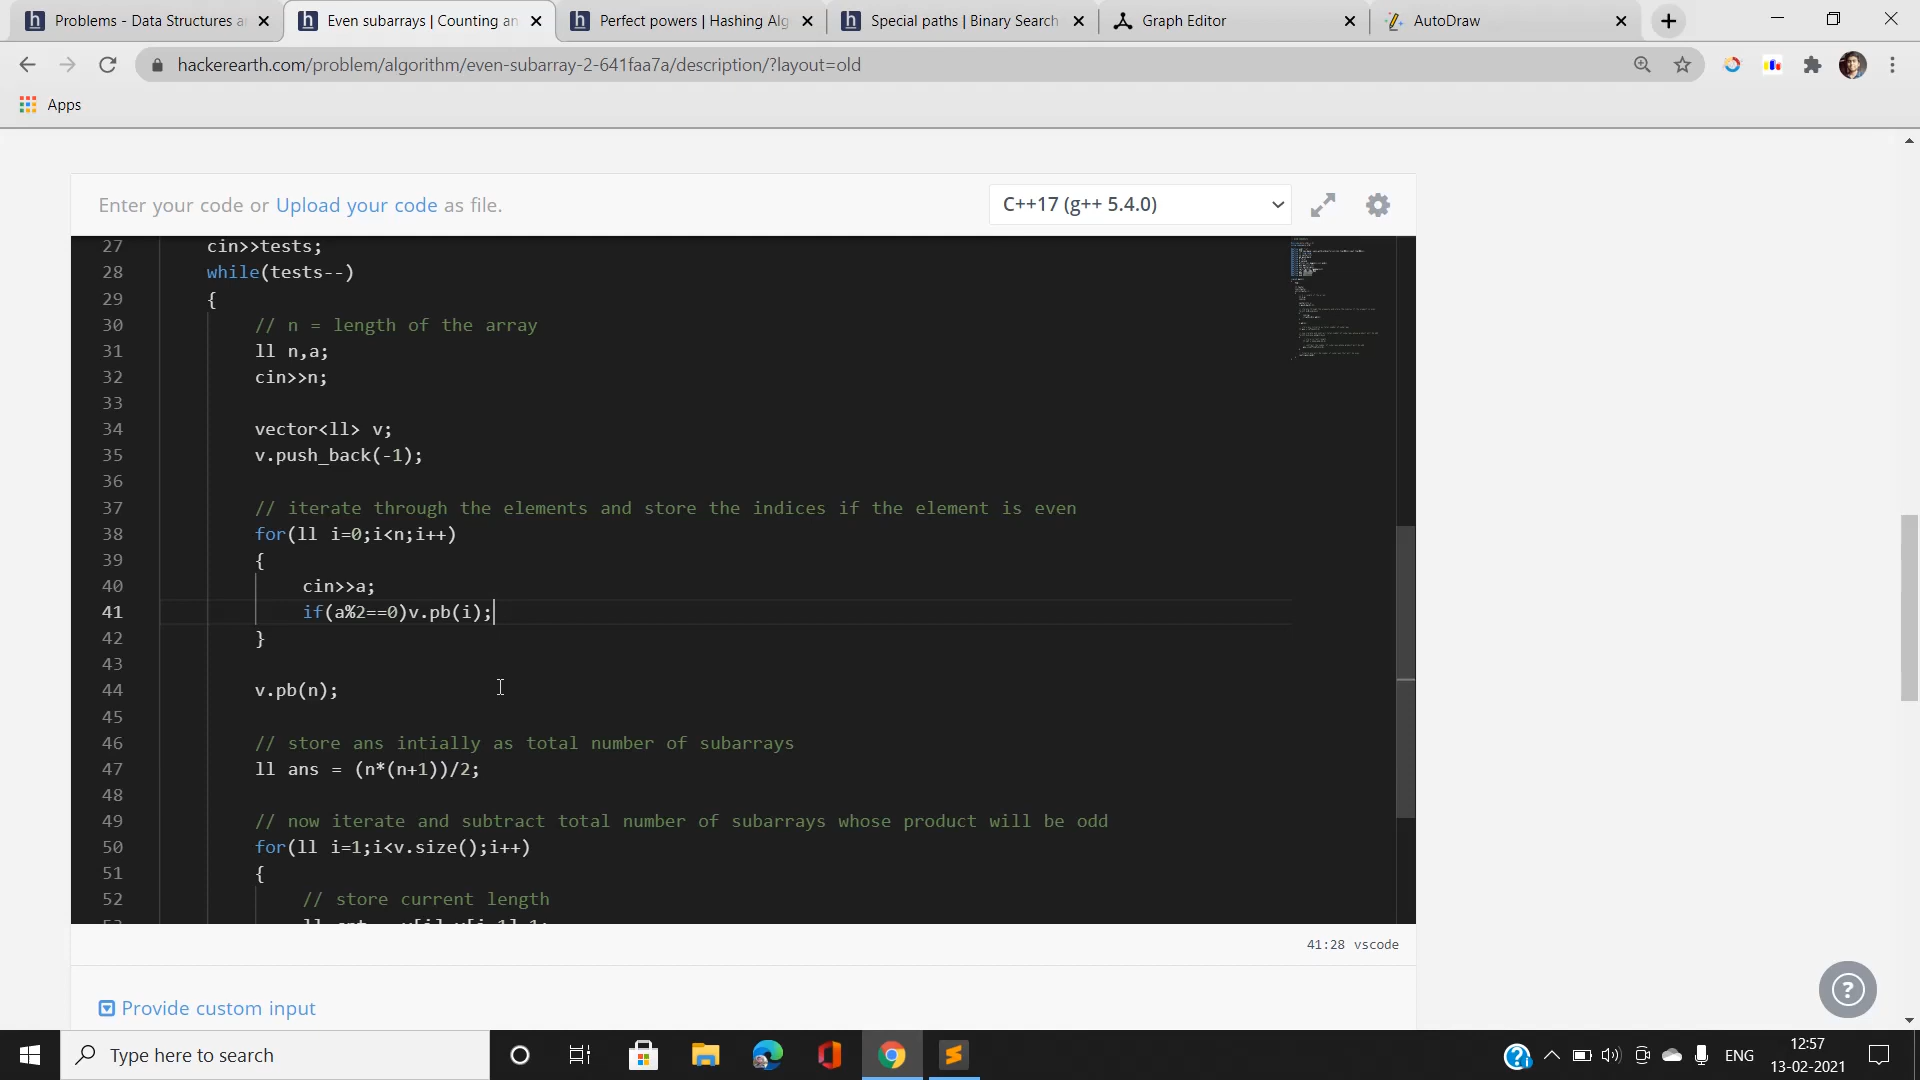 Problems - Data Structures a
Even subarrays | Counting an
Perfect powers | Hashing Alg
Special paths | Binary Search
Graph Editor
AutoDraw
hackerearth.com/problem/algorithm/even-subarray-2-641faa7a/description/?layout=old
Apps
Enter your code or Upload your code as file.
C++17 (g++ 5.4.0)
27 cin>>tests;
28 while(tests--)
29 {
30 // n = length of the array
31 ll n,a;
32 cin>>n;
33
34 vector<ll> v;
35 v.push_back(-1);
36
37 // iterate through the elements and store the indices if the element is even
38 for(ll i=0;i<n;i++)
39 {
40 cin>>a;
41 if(a%2==0)v.pb(i);
42 }
43
44 v.pb(n);
45
46 // store ans intially as total number of subarrays
47 ll ans = (n*(n+1))/2;
48
49 // now iterate and subtract total number of subarrays whose product will be odd
50 for(ll i=1;i<v.size();i++)
51 {
52 // store current length
41:28 vscode
Provide custom input
Type here to search
ENG
12:57
13-02-2021